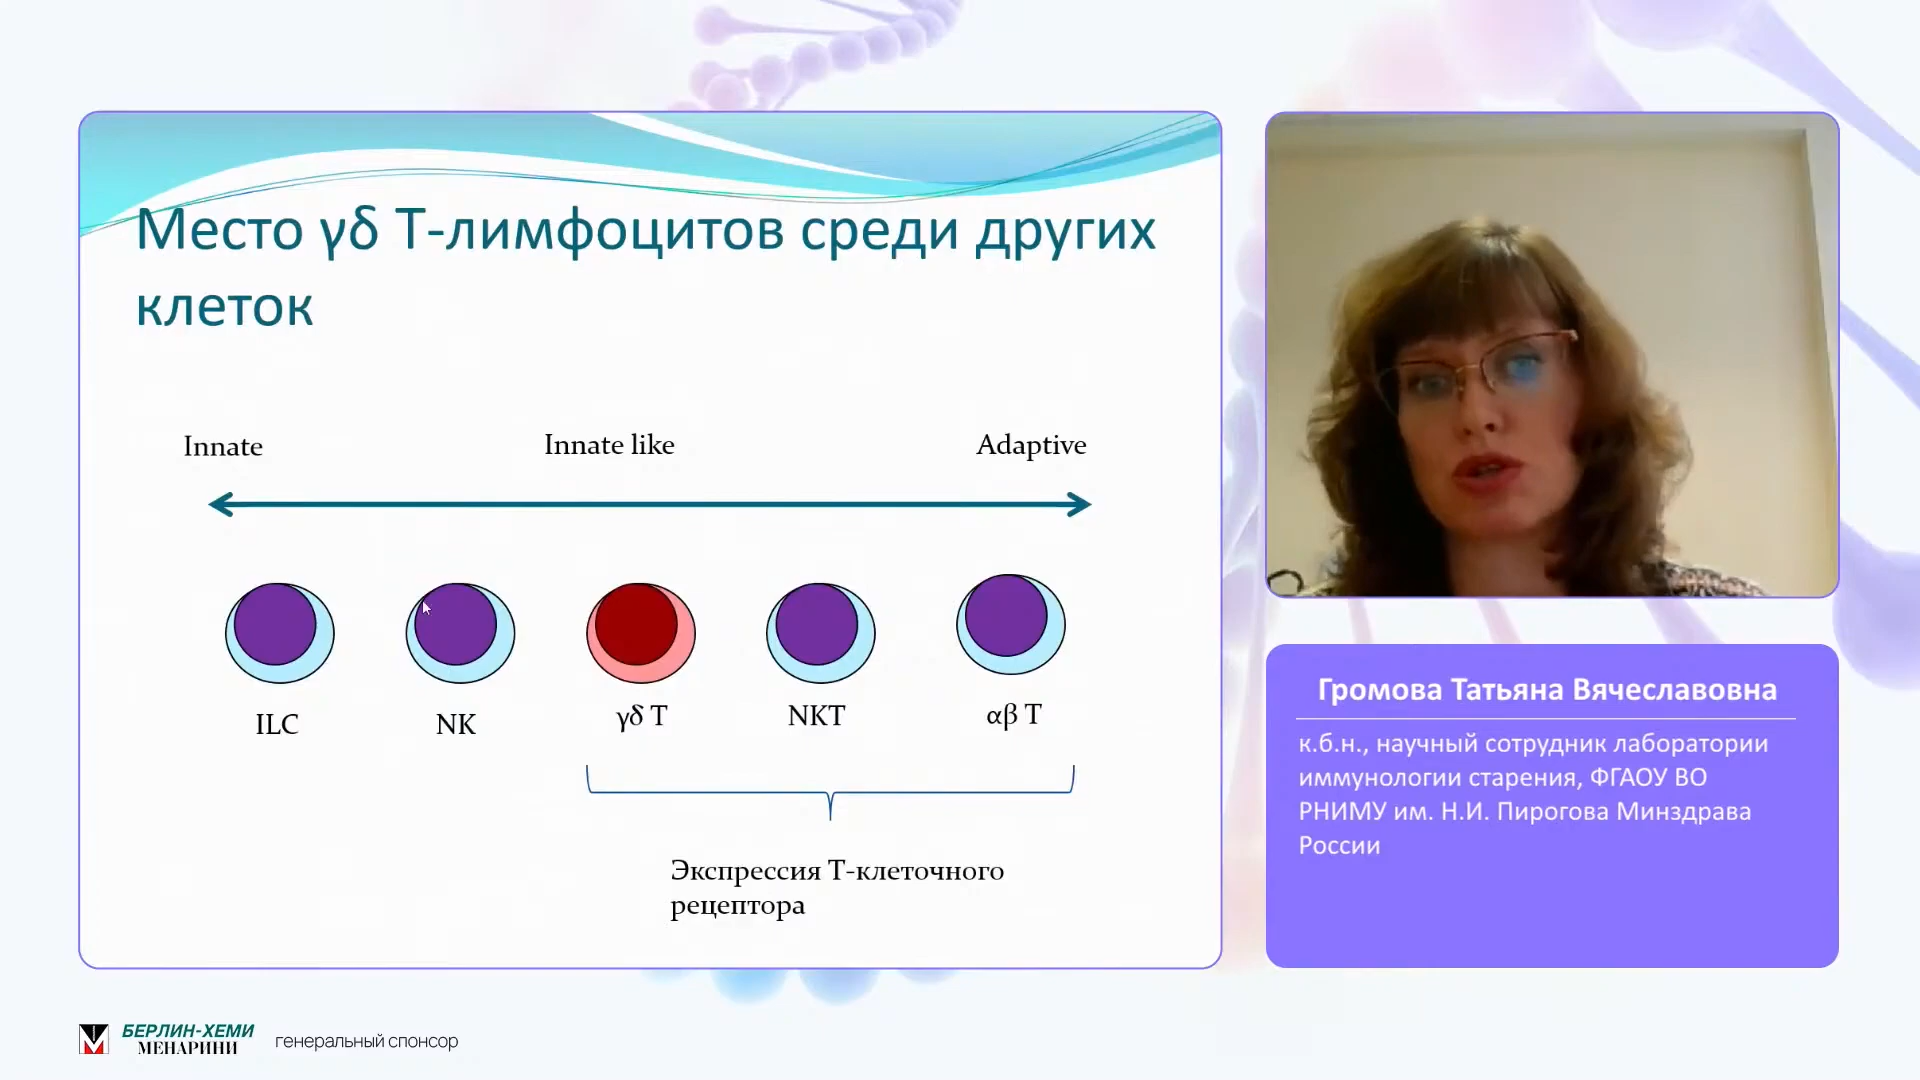 Место γδ Т-лимфоцитов среди других
клеток
Innate
Innate like
Adaptive
ILC
NK
γδ T
NKT
αβ T
Экспрессия Т-клеточного
рецептора
Громова Татьяна Вячеславовна
к.б.н., научный сотрудник лаборатории
иммунологии старения, ФГАОУ ВО
РНИМУ им. Н.И. Пирогова Минздрава
России
БЕРЛИН-ХЕМИ
МЕНАРИНИ
генеральный спонсор